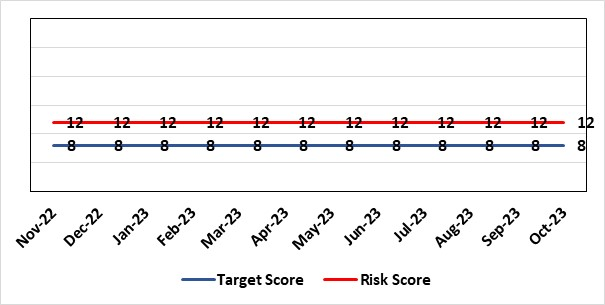 12 12 12 12 12 12 12 12 12 12 12 12
8 8 8 8 8 8 8 8 8 8 8 8
Nov-22 Dec-22 Jan-23 Feb-23 Mar-23 Apr-23 May-23 Jun-23 Jul-23 Aug-23 Sep-23 Oct-23
Target Score Risk Score